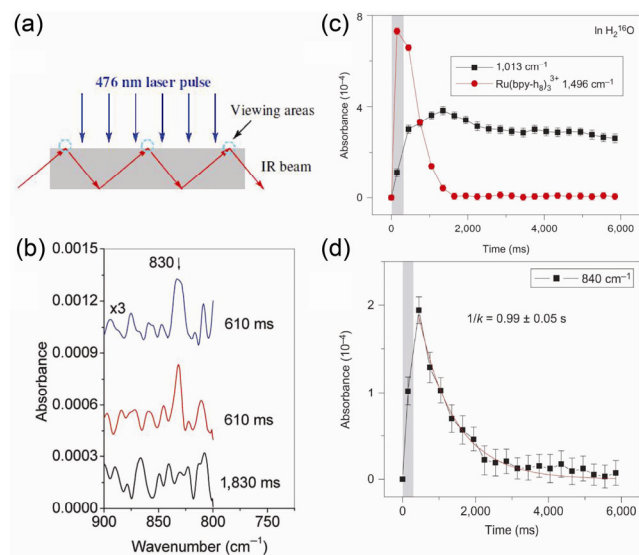 (a)
476 nm laser pulse
Viewing areas
IR beam
(b)
0.0015
0.0012
0.0009
0.0006
0.0003
0.0000
Absorbance
830
x3
610 ms
610 ms
1,830 ms
900
850
800
750
Wavenumber (cm⁻¹)
(c)
In H₂¹⁶O
1,013 cm⁻¹
Ru(bpy-h₈)₃³⁺ 1,496 cm⁻¹
8
4
0
Absorbance (10⁻⁴)
0
2,000
4,000
6,000
Time (ms)
(d)
840 cm⁻¹
1/k = 0.99 ± 0.05 s
2
1
0
Absorbance (10⁻⁴)
0
2,000
4,000
6,000
Time (ms)